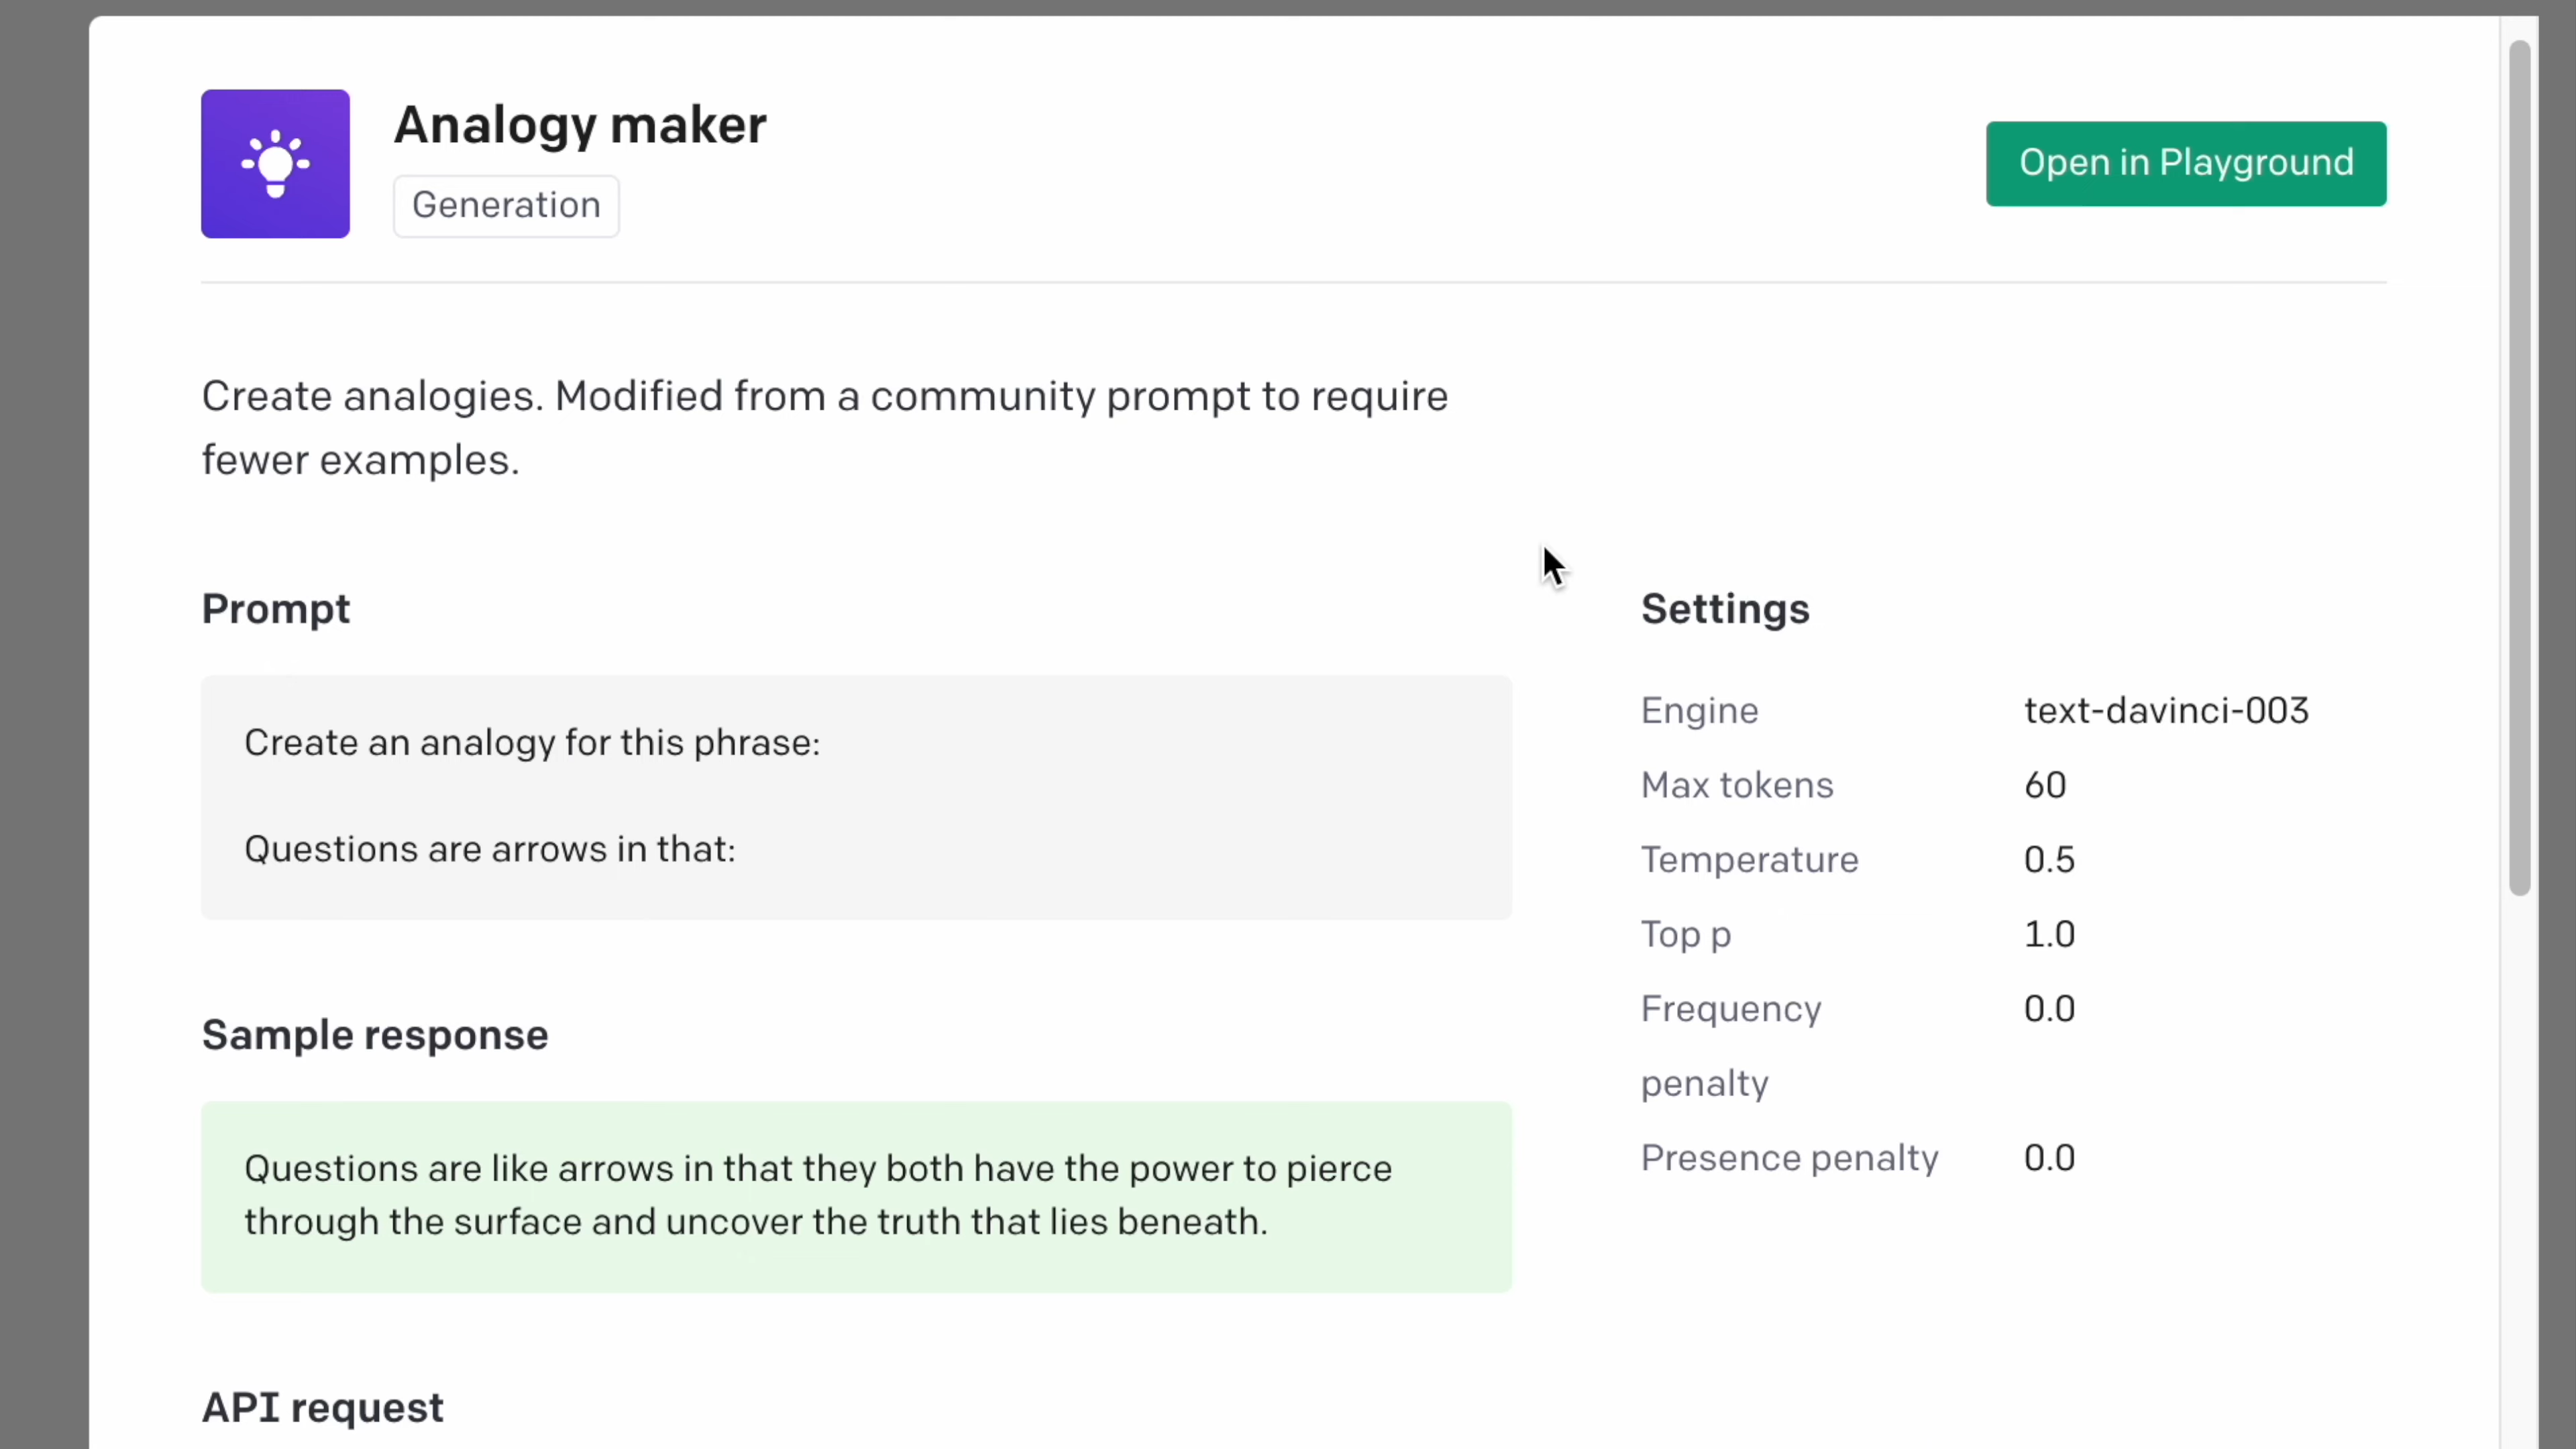 Analogy maker
Generation
Open in Playground
Create analogies. Modified from a community prompt to require
fewer examples.
Prompt
Create an analogy for this phrase:
Questions are arrows in that:
Sample response
Questions are like arrows in that they both have the power to pierce
through the surface and uncover the truth that lies beneath.
API request
Settings
Engine text-davinci-003
Max tokens 60
Temperature 0.5
Top p 1.0
Frequency 0.0
penalty
Presence penalty 0.0